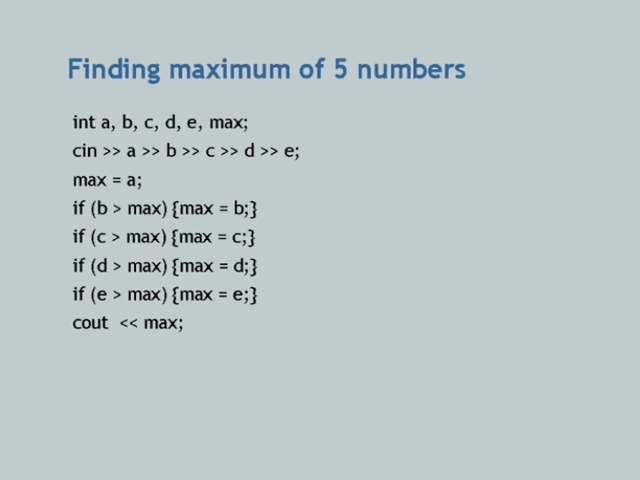 Finding maximum of 5 numbers
int a, b, c, d, e, max;
cin >> a >> b >> c >> d >> e;
max = a;
if (b > max) {max = b;}
if (c > max) {max = c;}
if (d > max) {max = d;}
if (e > max) {max = e;}
cout << max;